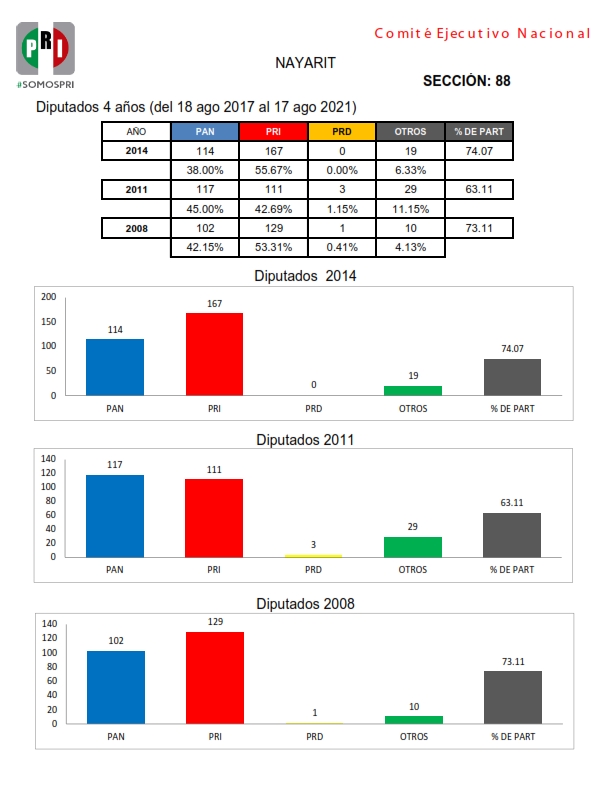 Comité Ejecutivo Nacional
PRI
#SOMOSPRI
NAYARIT
SECCIÓN: 88
Diputados 4 años (del 18 ago 2017 al 17 ago 2021)
AÑO PAN PRI PRD OTROS % DE PART
2014 114 167 0 19 74.07
38.00% 55.67% 0.00% 6.33%
2011 117 111 3 29 63.11
45.00% 42.69% 1.15% 11.15%
2008 102 129 1 10 73.11
42.15% 53.31% 0.41% 4.13%
Diputados 2014
200
150
100
50
0
114 167 0 19 74.07
PAN PRI PRD OTROS % DE PART
Diputados 2011
140
120
100
80
60
40
20
0
117 111 3 29 63.11
PAN PRI PRD OTROS % DE PART
Diputados 2008
140
120
100
80
60
40
20
0
102 129 1 10 73.11
PAN PRI PRD OTROS % DE PART